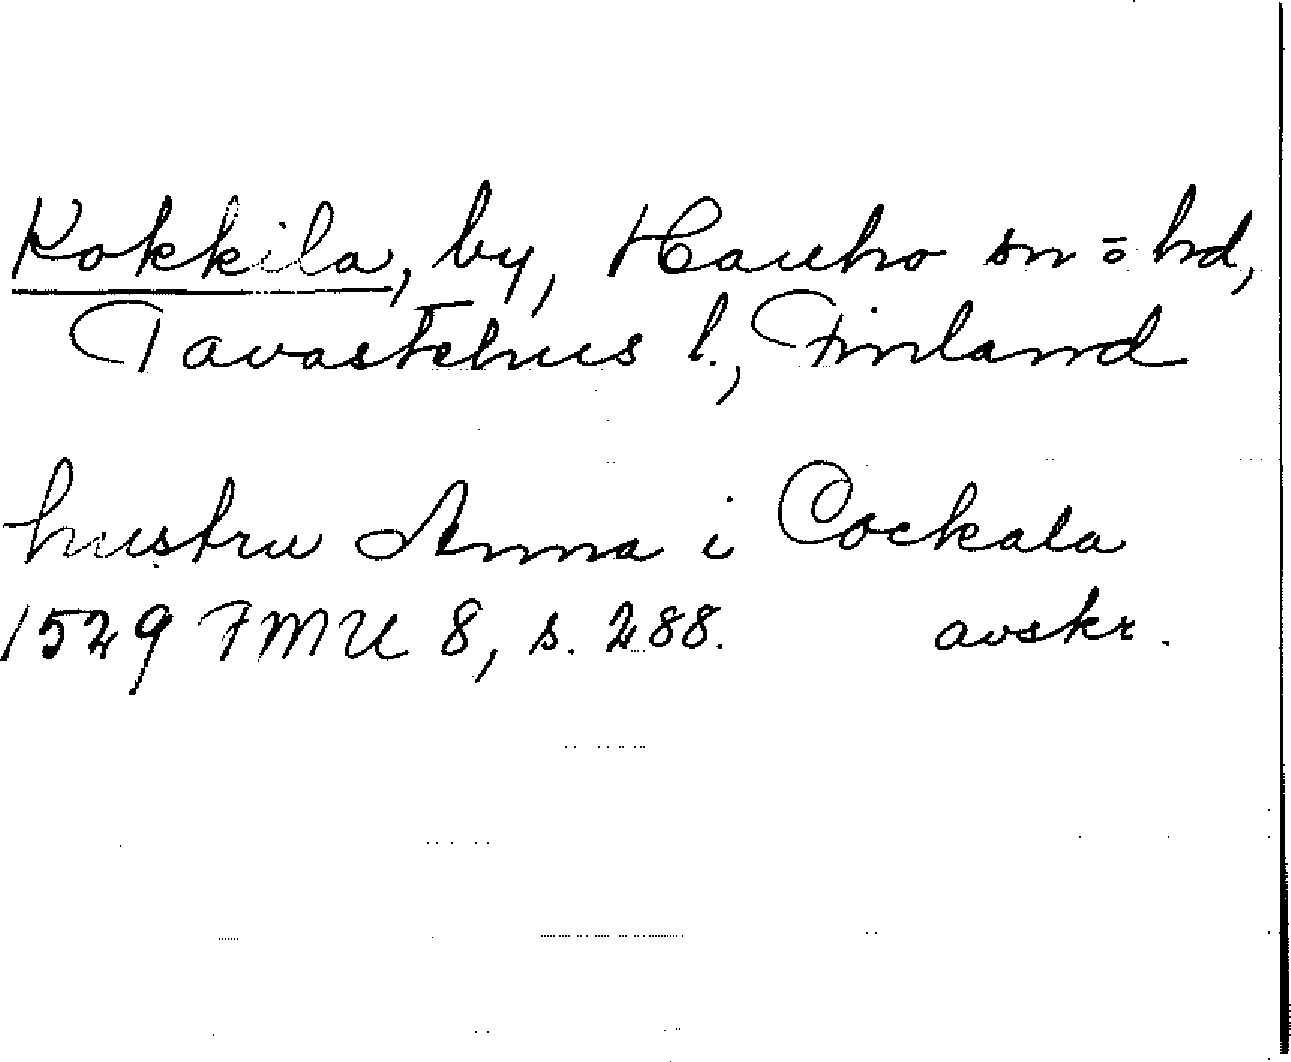 Kokkila, by, Hauho sn o hd,
Tavastehus l., Finland
hustru Anna i Cockala
1529 FMU 8, s. 288. avskr.